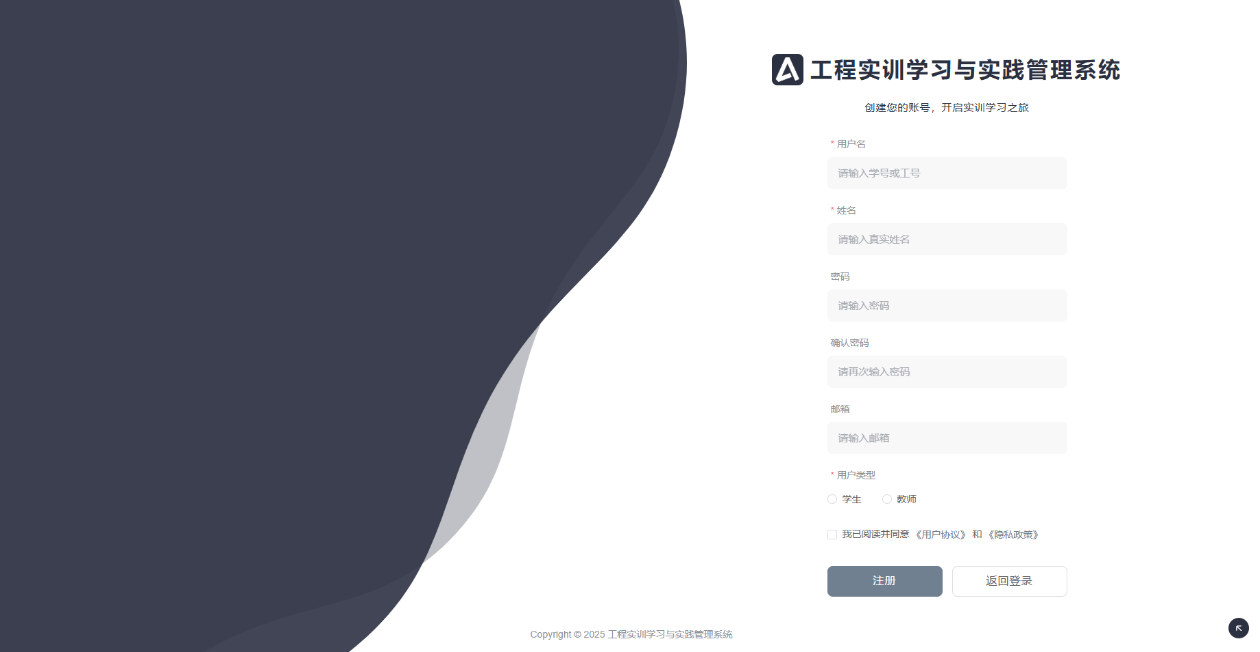 工程实训学习与实践管理系统
创建您的账号，开启实训学习之旅
* 用户名
请输入学号或工号
* 姓名
请输入真实姓名
密码
请输入密码
确认密码
请再次输入密码
邮箱
请输入邮箱
* 用户类型
学生 教师
我已阅读并同意 《用户协议》 和 《隐私政策》
注册 返回登录
Copyright © 2025 工程实训学习与实践管理系统